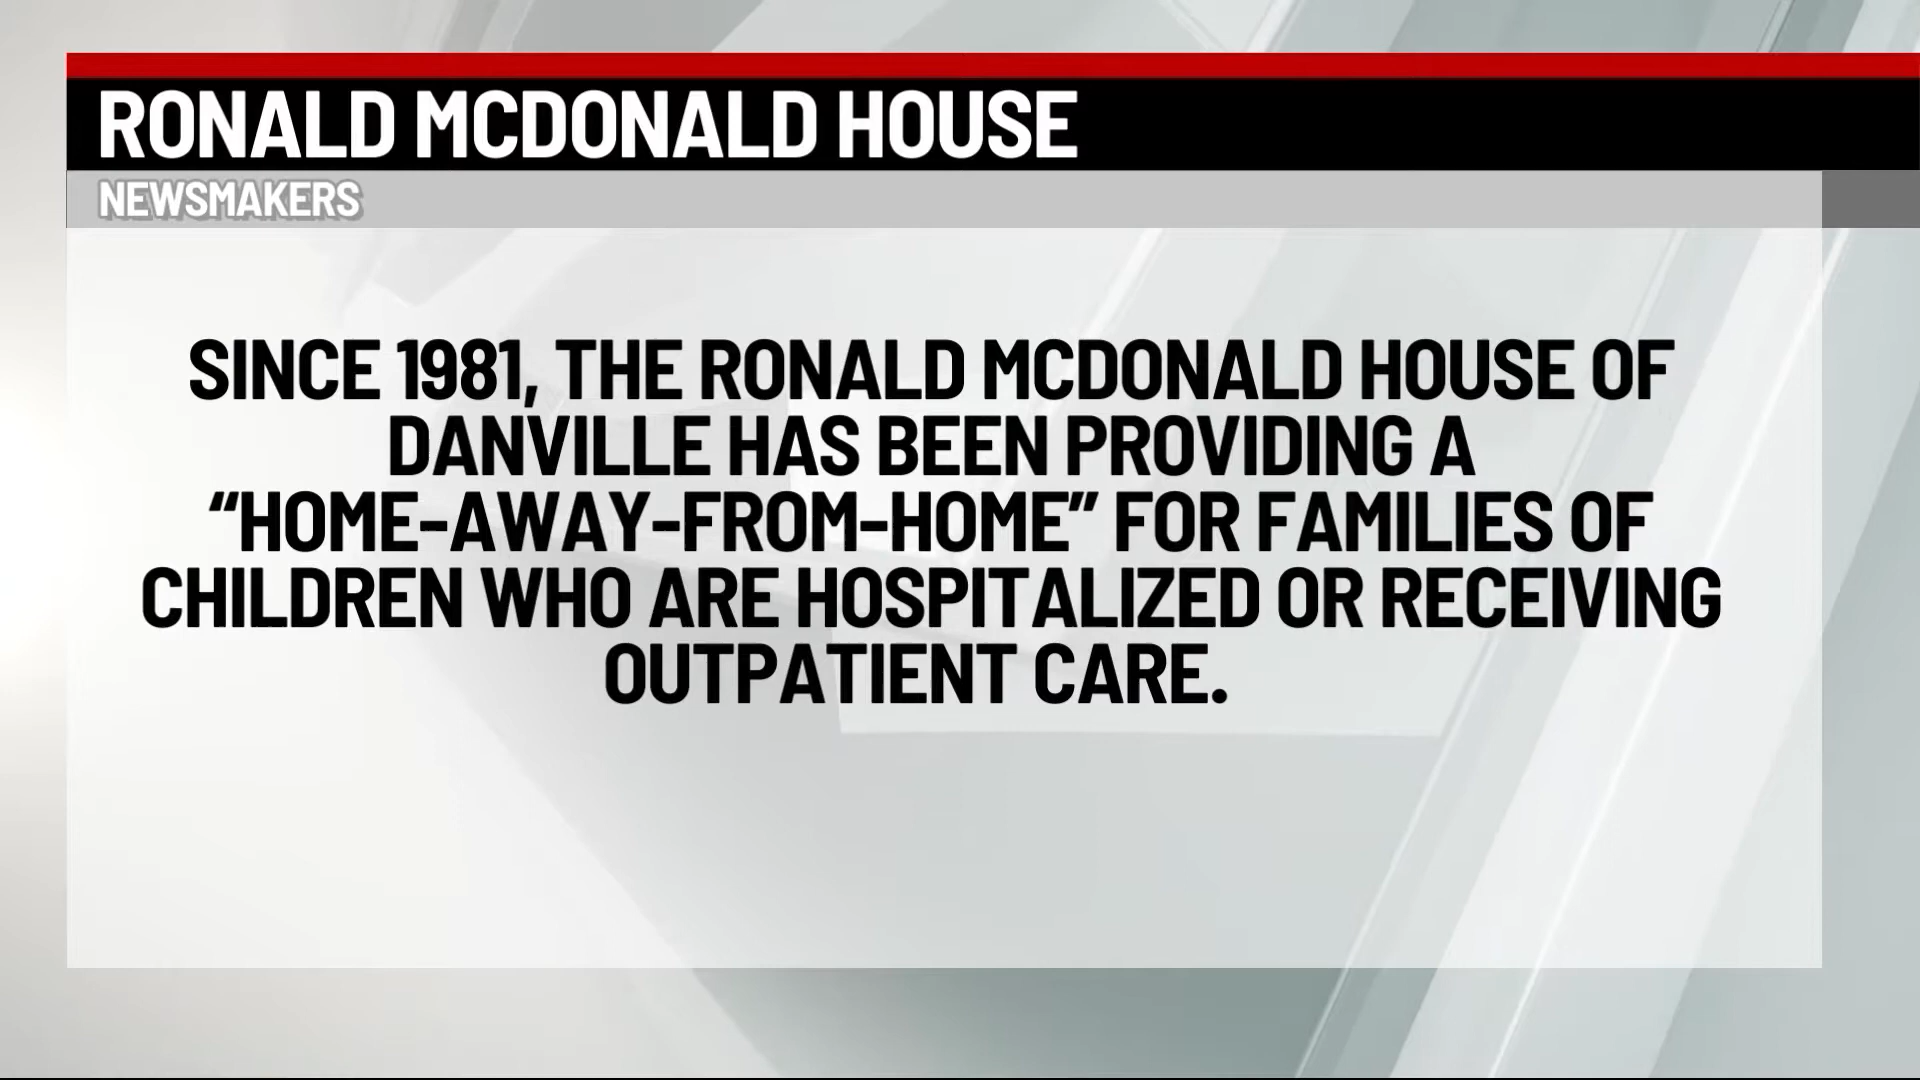 RONALD MCDONALD HOUSE
NEWSMAKERS
SINCE 1981, THE RONALD MCDONALD HOUSE OF
DANVILLE HAS BEEN PROVIDING A
“HOME-AWAY-FROM-HOME” FOR FAMILIES OF
CHILDREN WHO ARE HOSPITALIZED OR RECEIVING
OUTPATIENT CARE.